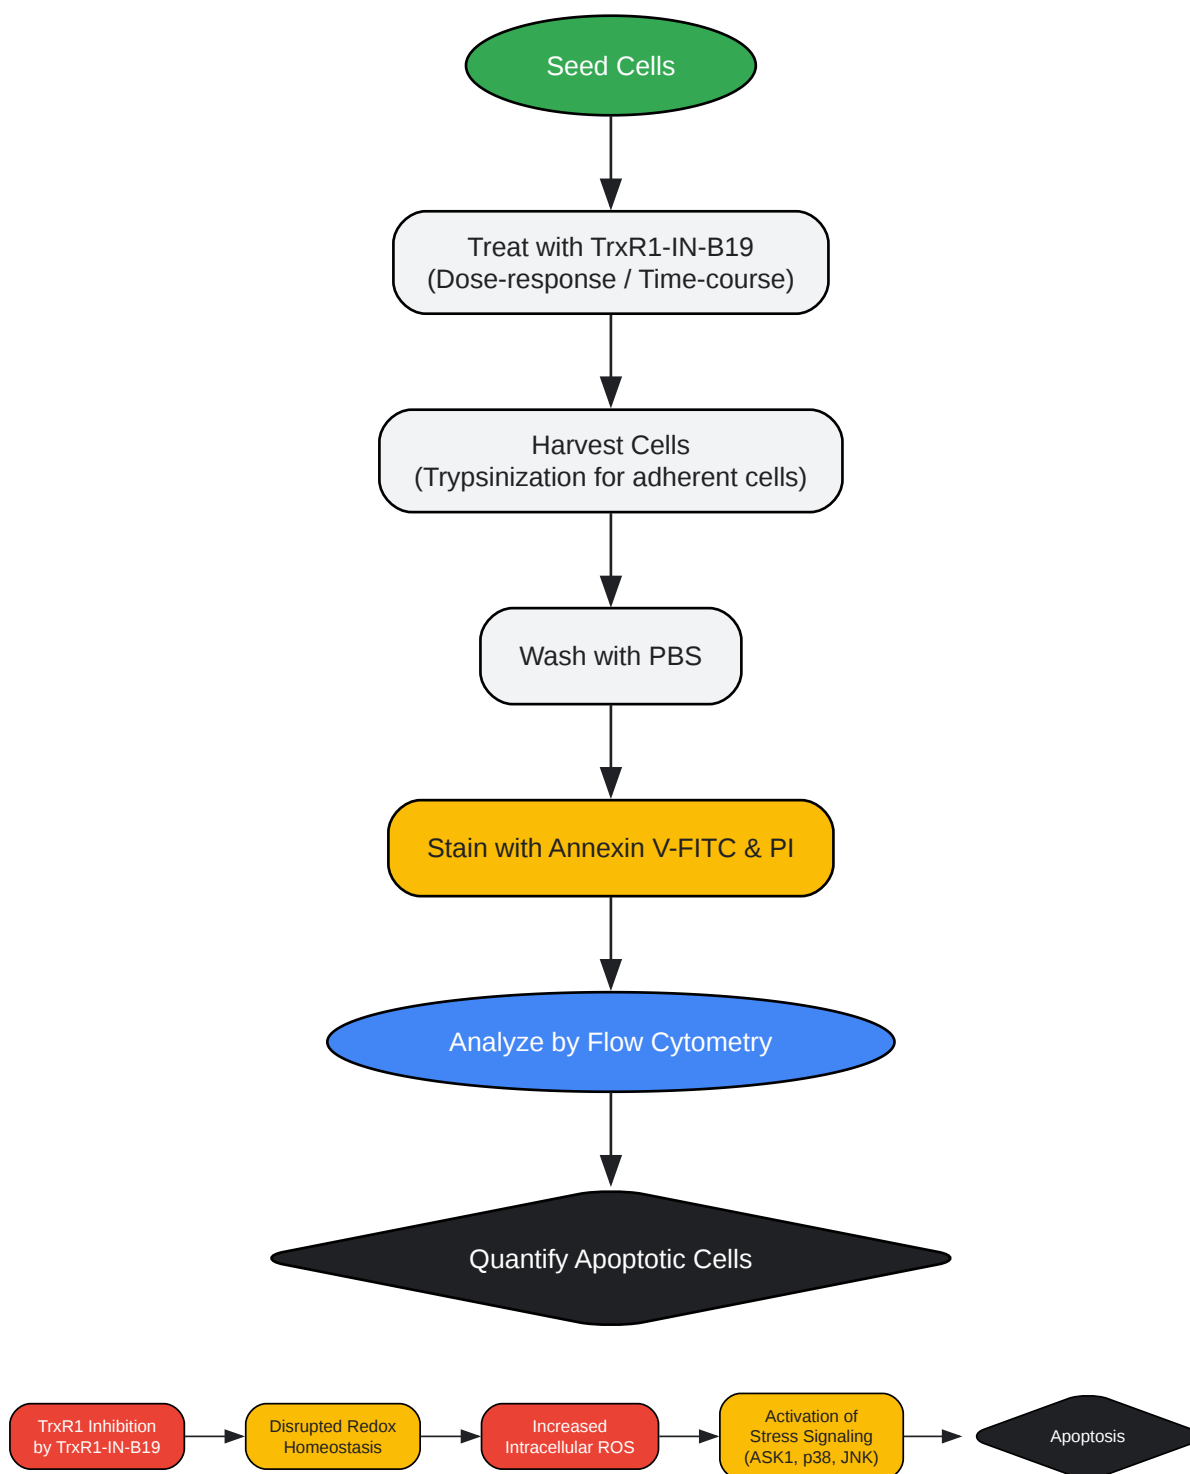 Seed Cells
Treat with TrxR1-IN-B19
(Dose-response / Time-course)
Harvest Cells
(Trypsinization for adherent cells)
Wash with PBS
Stain with Annexin V-FITC & PI
Analyze by Flow Cytometry
Quantify Apoptotic Cells
TrxR1 Inhibition
by TrxR1-IN-B19
Disrupted Redox
Homeostasis
Increased
Intracellular ROS
Activation of
Stress Signaling
(ASK1, p38, JNK)
Apoptosis